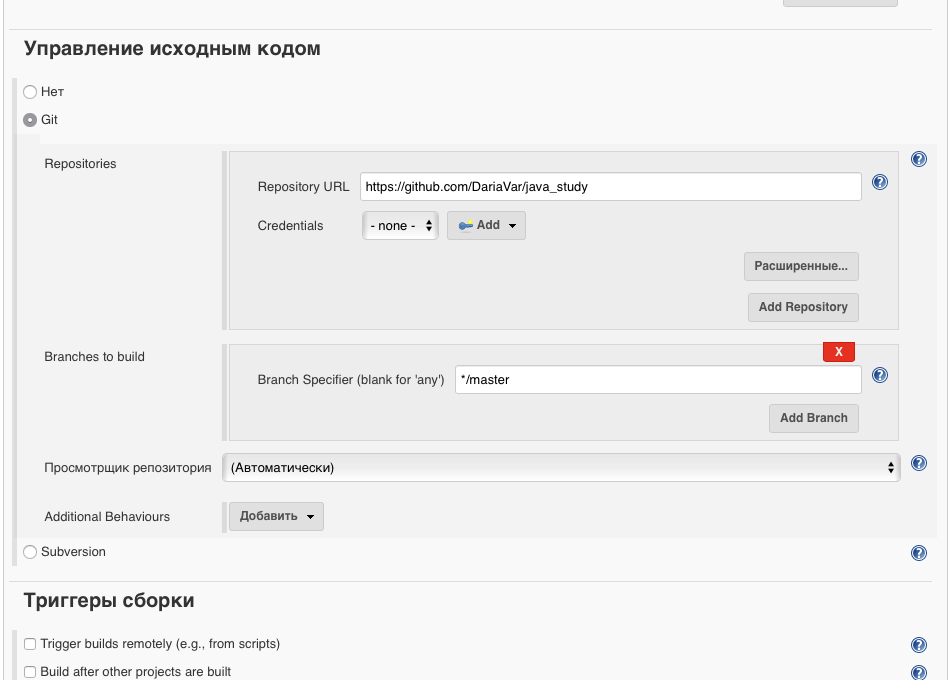 Управление исходным кодом
Нет
Git
Repositories
Repository URL https://github.com/DariaVar/java_study
Credentials - none - Add
Расширенные...
Add Repository
Branches to build
X
Branch Specifier (blank for 'any') */master
Add Branch
Просмотрщик репозитория (Автоматически)
Additional Behaviours Добавить
Subversion
Триггеры сборки
Trigger builds remotely (e.g., from scripts)
Build after other projects are built